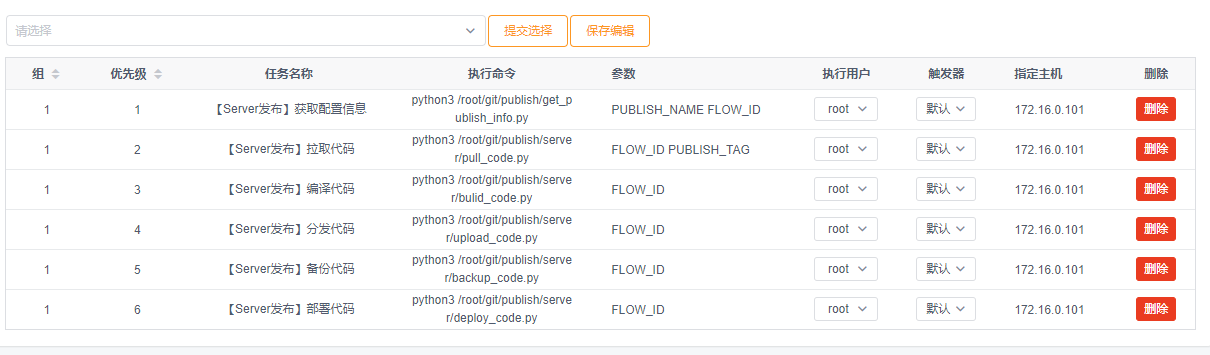 请选择 提交选择 保存编辑
组 优先级 任务名称 执行命令 参数 执行用户 触发器 指定主机 删除
1 1 【Server发布】获取配置信息 python3 /root/git/publish/get_p
ublish_info.py PUBLISH_NAME FLOW_ID root 默认 172.16.0.101 删除
1 2 【Server发布】拉取代码 python3 /root/git/publish/serve
r/pull_code.py FLOW_ID PUBLISH_TAG root 默认 172.16.0.101 删除
1 3 【Server发布】编译代码 python3 /root/git/publish/serve
r/bulid_code.py FLOW_ID root 默认 172.16.0.101 删除
1 4 【Server发布】分发代码 python3 /root/git/publish/serve
r/upload_code.py FLOW_ID root 默认 172.16.0.101 删除
1 5 【Server发布】备份代码 python3 /root/git/publish/serve
r/backup_code.py FLOW_ID root 默认 172.16.0.101 删除
1 6 【Server发布】部署代码 python3 /root/git/publish/serve
r/deploy_code.py FLOW_ID root 默认 172.16.0.101 删除